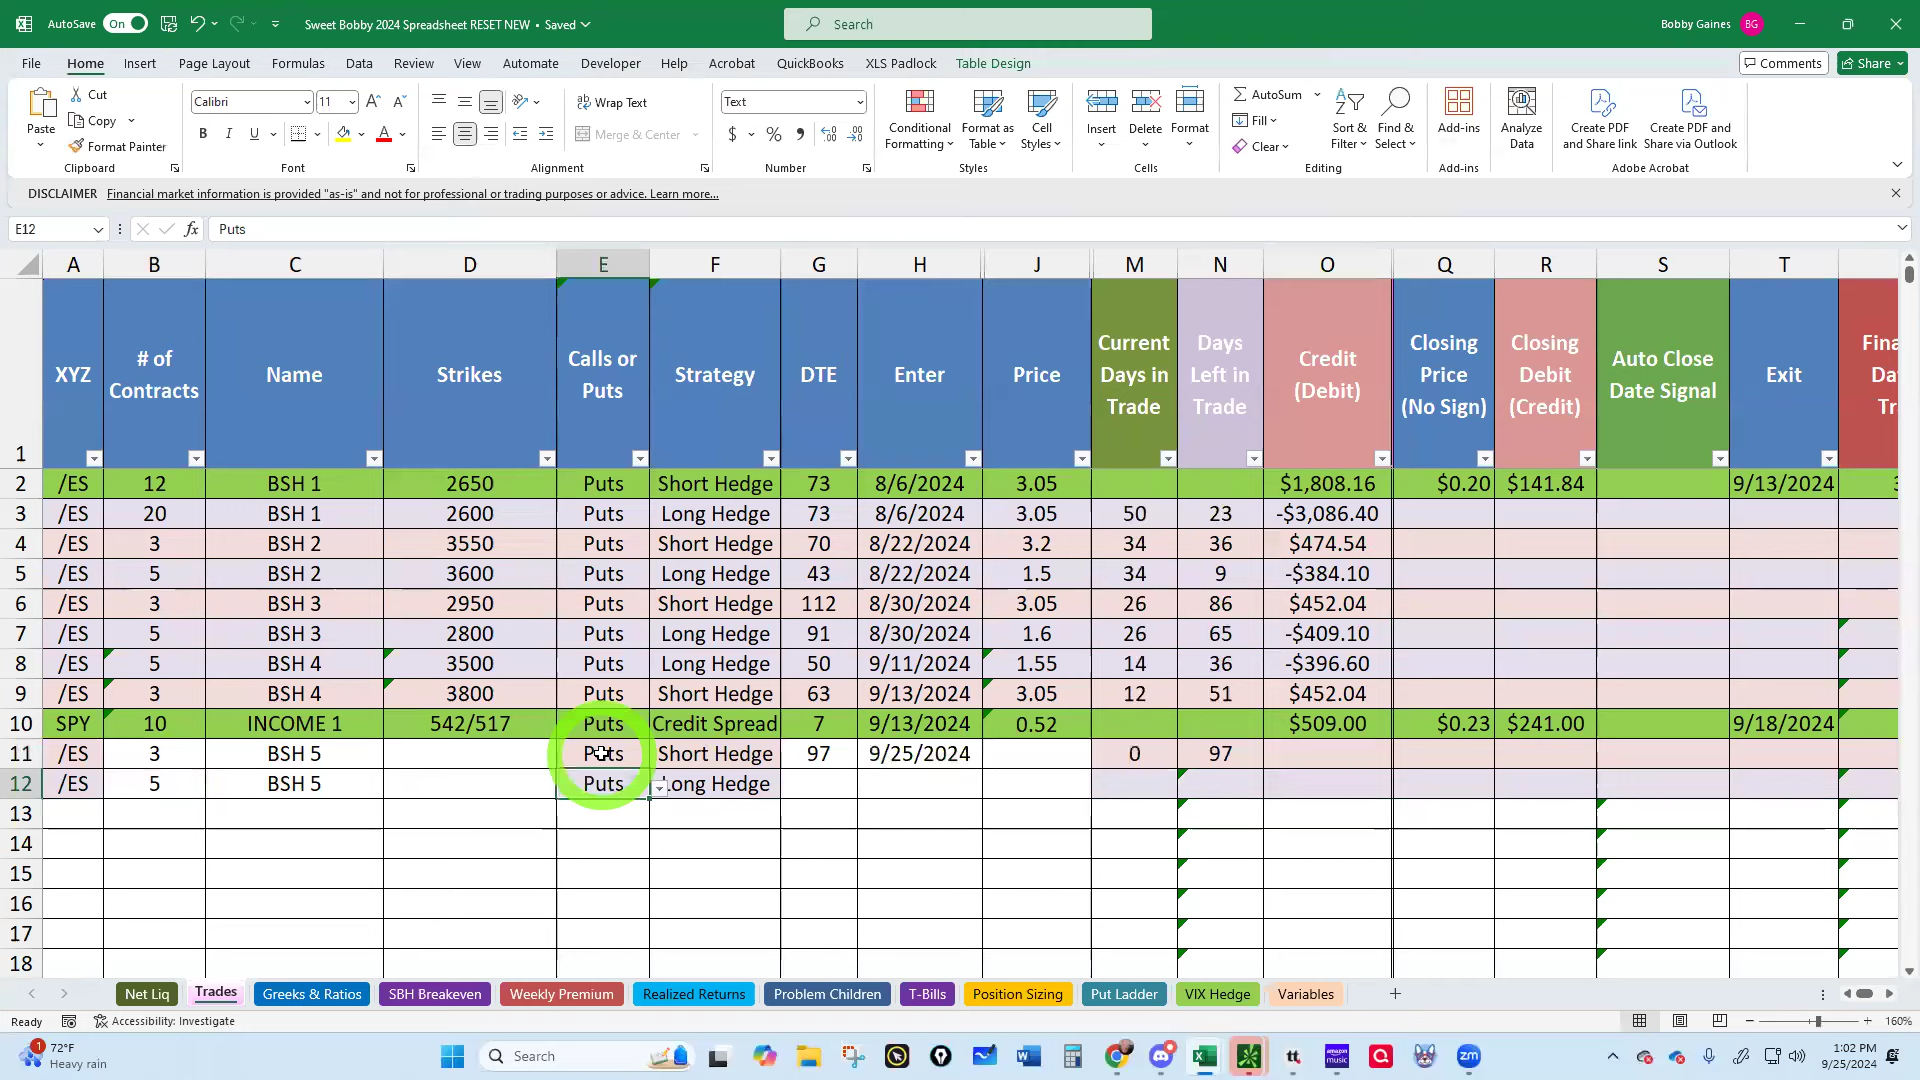 AutoSave On Sweet Bobby 2024 Spreadsheet RESET NEW • Saved Search Bobby Gaines BG
File Home Insert Page Layout Formulas Data Review View Automate Developer Help Acrobat QuickBooks XLS Padlock Table Design Comments Share
Paste Cut Copy Format Painter Clipboard
Calibri 11 B I U A Font
Wrap Text Merge & Center Alignment
Text $ % Number
Conditional Formatting Format as Table Cell Styles Styles
Insert Delete Format Cells
AutoSum Fill Clear Sort & Filter Find & Select Editing
Add-ins Add-ins
Analyze Data
Create PDF and Share link Create PDF and Share via Outlook Adobe Acrobat
DISCLAIMER Financial market information is provided "as-is" and not for professional or trading purposes or advice. Learn more...
E12 fx Puts
A B C D E F G H J M N O Q R S T
1 XYZ # of Contracts Name Strikes Calls or Puts Strategy DTE Enter Price Current Days in Trade Days Left in Trade Credit (Debit) Closing Price (No Sign) Closing Debit (Credit) Auto Close Date Signal Exit
2 /ES 12 BSH 1 2650 Puts Short Hedge 73 8/6/2024 3.05 $1,808.16 $0.20 $141.84 9/13/2024
3 /ES 20 BSH 1 2600 Puts Long Hedge 73 8/6/2024 3.05 50 23 -$3,086.40
4 /ES 3 BSH 2 3550 Puts Short Hedge 70 8/22/2024 3.2 34 36 $474.54
5 /ES 5 BSH 2 3600 Puts Long Hedge 43 8/22/2024 1.5 34 9 -$384.10
6 /ES 3 BSH 3 2950 Puts Short Hedge 112 8/30/2024 3.05 26 86 $452.04
7 /ES 5 BSH 3 2800 Puts Long Hedge 91 8/30/2024 1.6 26 65 -$409.10
8 /ES 5 BSH 4 3500 Puts Long Hedge 50 9/11/2024 1.55 14 36 -$396.60
9 /ES 3 BSH 4 3800 Puts Short Hedge 63 9/13/2024 3.05 12 51 $452.04
10 SPY 10 INCOME 1 542/517 Puts Credit Spread 7 9/13/2024 0.52 $509.00 $0.23 $241.00 9/18/2024
11 /ES 3 BSH 5 Puts Short Hedge 97 9/25/2024 0 97
12 /ES 5 BSH 5 Puts Long Hedge
13
14
15
16
17
18
Net Liq Trades Greeks & Ratios SBH Breakeven Weekly Premium Realized Returns Problem Children T-Bills Position Sizing Put Ladder VIX Hedge Variables
Ready Accessibility: Investigate 160%
1 72°F Search 1:02 PM
Heavy rain 9/25/2024